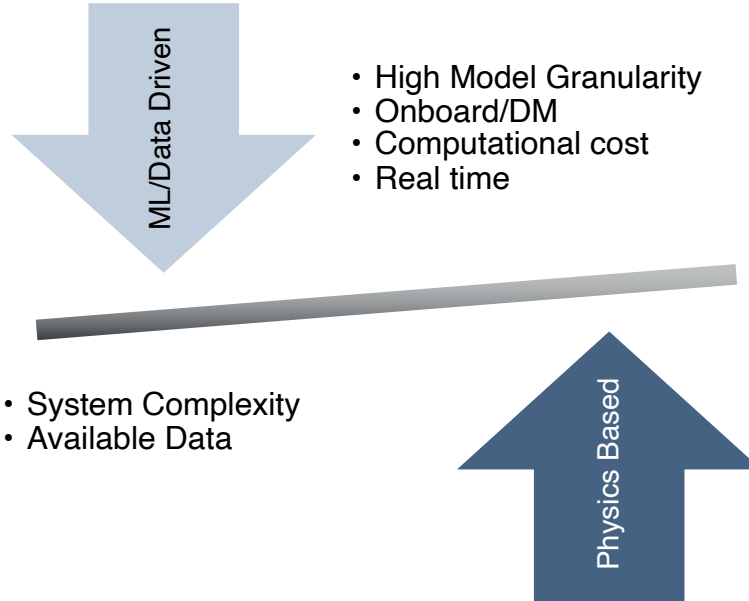 ML/Data Driven
• High Model Granularity
• Onboard/DM
• Computational cost
• Real time
• System Complexity
• Available Data
Physics Based